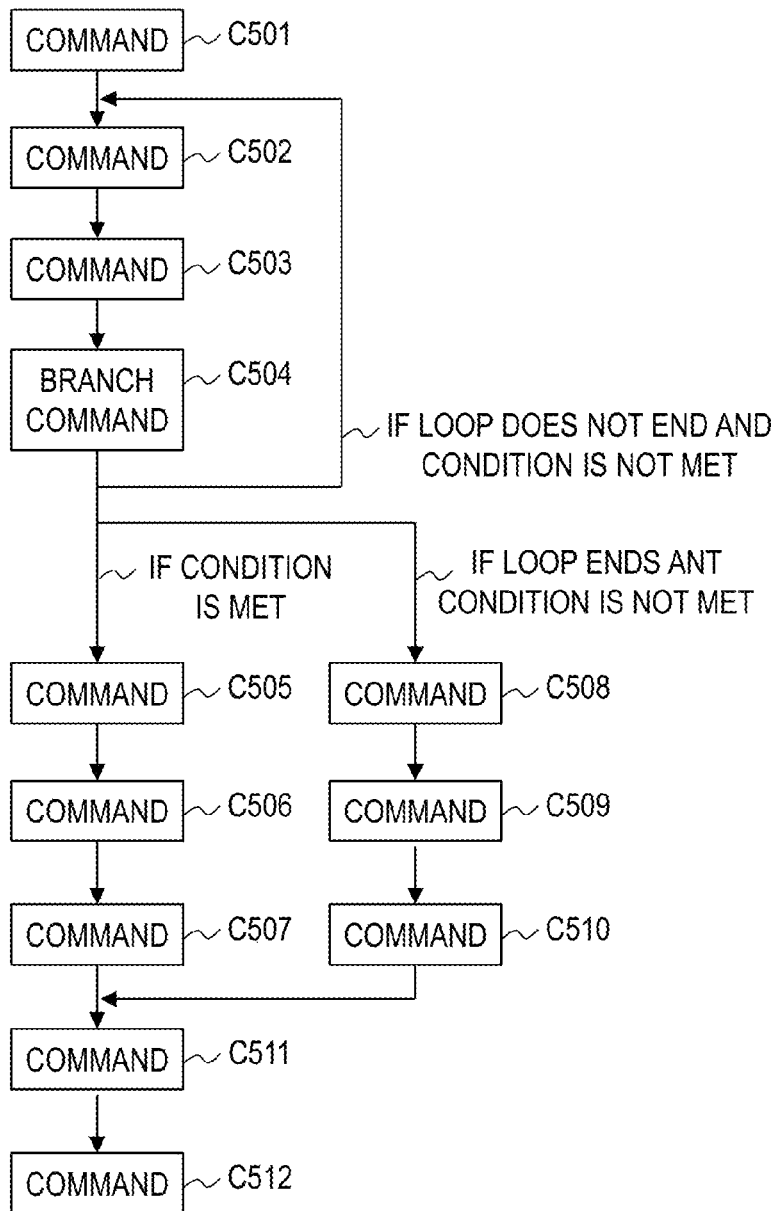 COMMAND C501
COMMAND C502
COMMAND C503
BRANCH C504
COMMAND
IF LOOP DOES NOT END AND
CONDITION IS NOT MET
IF CONDITION
IS MET
IF LOOP ENDS ANT
CONDITION IS NOT MET
COMMAND C505
COMMAND C508
COMMAND C506
COMMAND C509
COMMAND C507
COMMAND C510
COMMAND C511
COMMAND C512